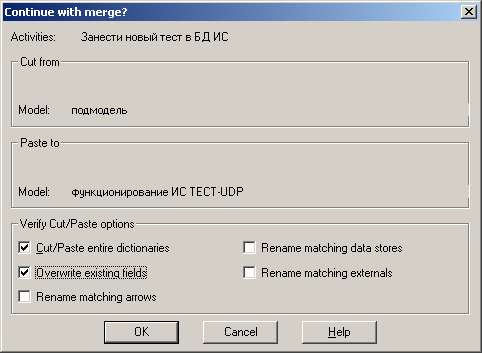 Continue with merge?
Activities: Занести новый тест в БД ИС
Cut from
Model: подмодель
Paste to
Model: функционирование ИС ТЕСТ-UDP
Verify Cut/Paste options
Cut/Paste entire dictionaries
Rename matching data stores
Overwrite existing fields
Rename matching externals
Rename matching arrows
OK
Cancel
Help